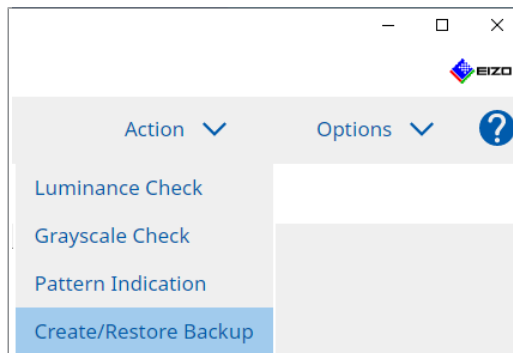 EIZO
Action
Options
?
Luminance Check
Grayscale Check
Pattern Indication
Create/Restore Backup